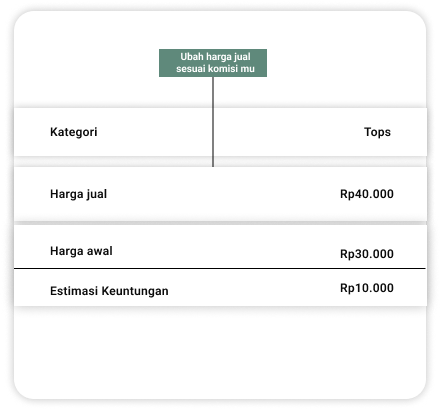 Ubah harga jual
sesuai komisi mu
Kategori Tops
Harga jual Rp40.000
Harga awal Rp30.000
Estimasi Keuntungan Rp10.000